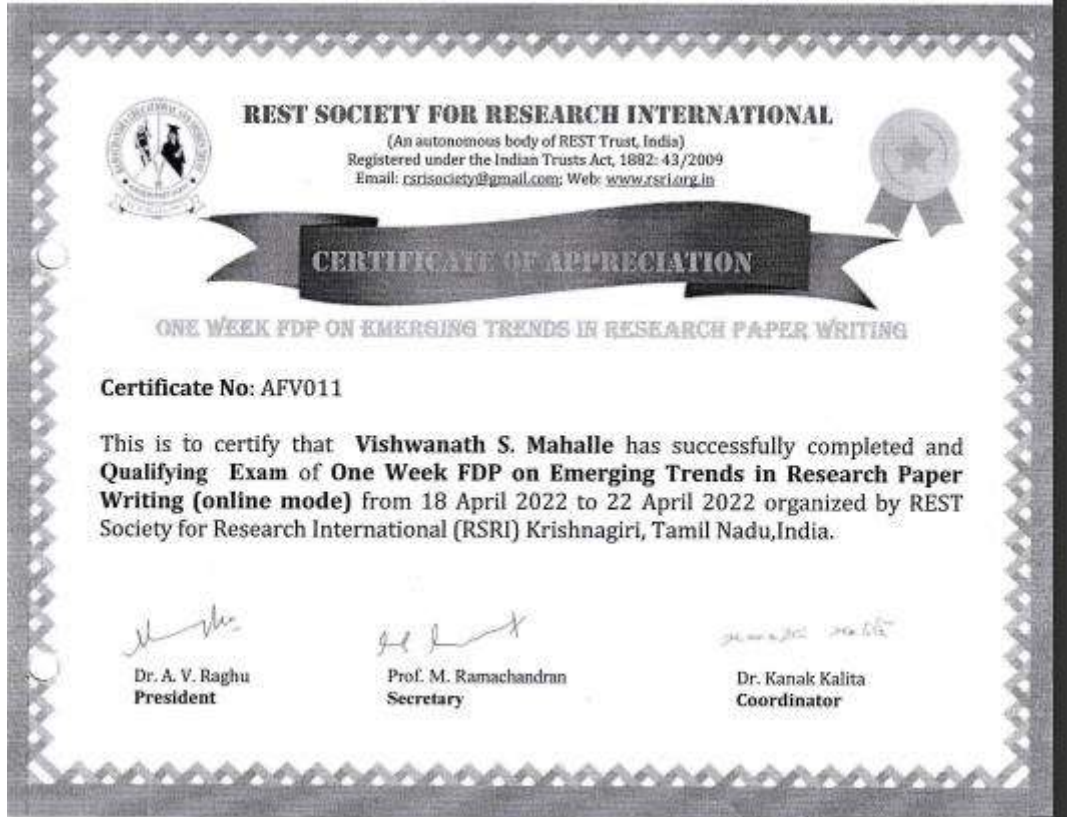 REST SOCIETY FOR RESEARCH INTERNATIONAL
(An autonomous body of REST Trust, India)
Registered under the Indian Trusts Act, 1882: 43/2009
Email: rsrisociety@gmail.com; Web: www.rsri.org.in
CERTIFICATE OF APPRECIATION
ONE WEEK FDP ON EMERGING TRENDS IN RESEARCH PAPER WRITING
Certificate No: AFV011
This is to certify that Vishwanath S. Mahalle has successfully completed and
Qualifying Exam of One Week FDP on Emerging Trends in Research Paper
Writing (online mode) from 18 April 2022 to 22 April 2022 organized by REST
Society for Research International (RSRI) Krishnagiri, Tamil Nadu,India.
Dr. A. V. Raghu
President
Prof. M. Ramachandran
Secretary
Dr. Kanak Kalita
Coordinator